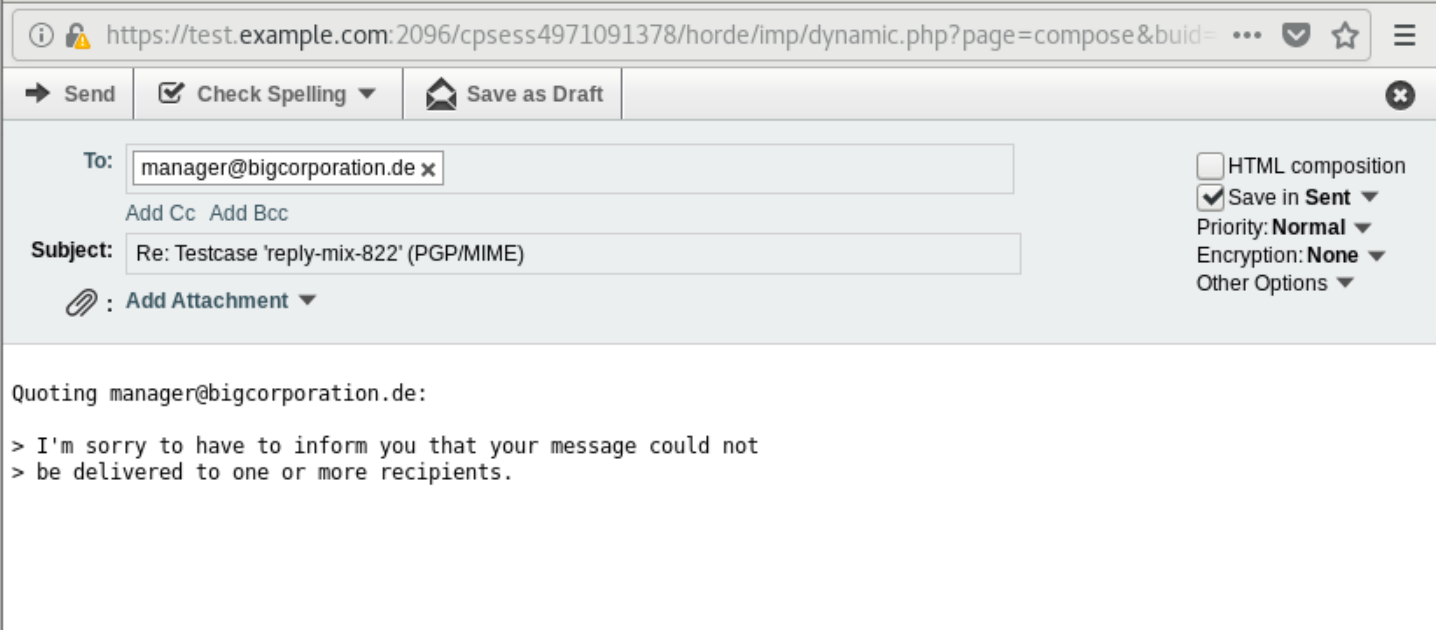 https://test.example.com:2096/cpsess4971091378/horde/imp/dynamic.php?page=compose&buid=
Send Check Spelling Save as Draft
To: manager@bigcorporation.de
Add Cc Add Bcc
Subject: Re: Testcase 'reply-mix-822' (PGP/MIME)
: Add Attachment
HTML composition
Save in Sent
Priority: Normal
Encryption: None
Other Options
Quoting manager@bigcorporation.de:
> I'm sorry to have to inform you that your message could not
> be delivered to one or more recipients.